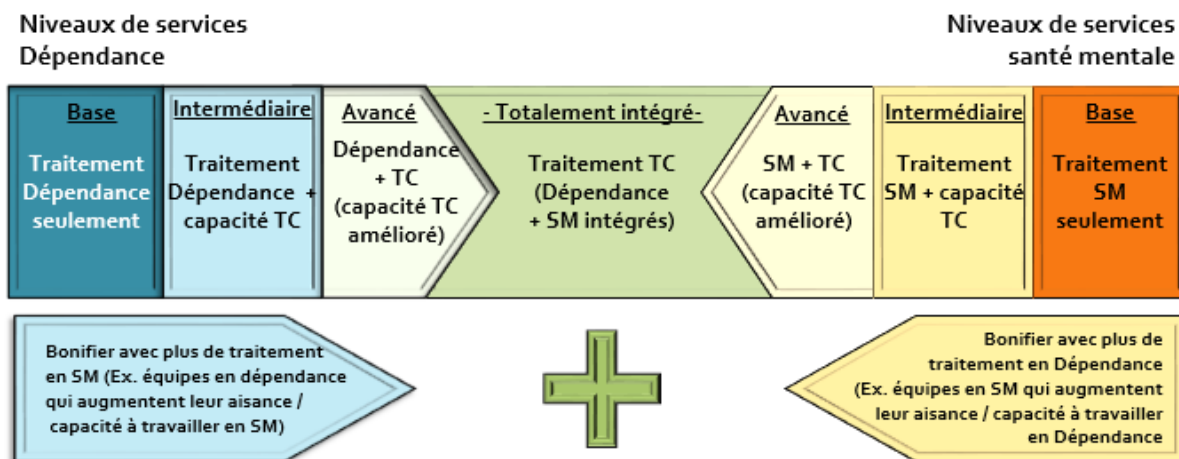 Niveaux de services
Dépendance
Niveaux de services
santé mentale
Base
Traitement
Dépendance
seulement
Intermédiaire
Traitement
Dépendance +
capacité TC
Avancé
Dépendance
+ TC
(capacité TC
amélioré)
- Totalement intégré-
Traitement TC
(Dépendance
+ SM intégrés)
Avancé
SM + TC
(capacité TC
amélioré)
Intermédiaire
Traitement
SM + capacité
TC
Base
Traitement
SM
seulement
Bonifier avec plus de traitement
en SM (Ex. équipes en dépendance
qui augmentent leur aisance /
capacité à travailler en SM)
Bonifier avec plus de
traitement en Dépendance
(Ex. équipes en SM qui augmentent
leur aisance / capacité à travailler
en Dépendance